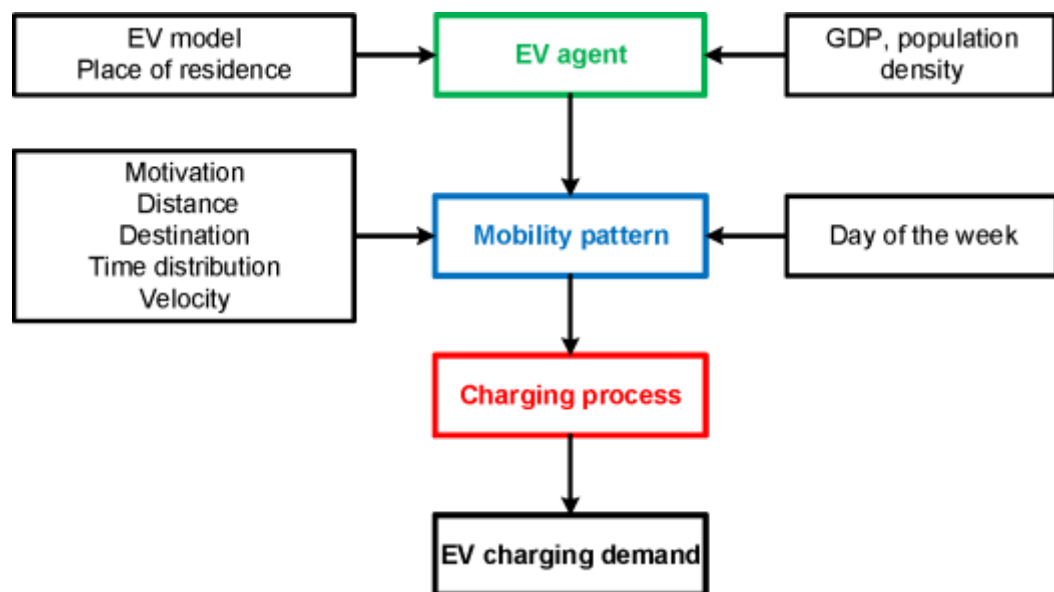 EV model
Place of residence
EV agent
GDP, population
density
Motivation
Distance
Destination
Time distribution
Velocity
Mobility pattern
Day of the week
Charging process
EV charging demand